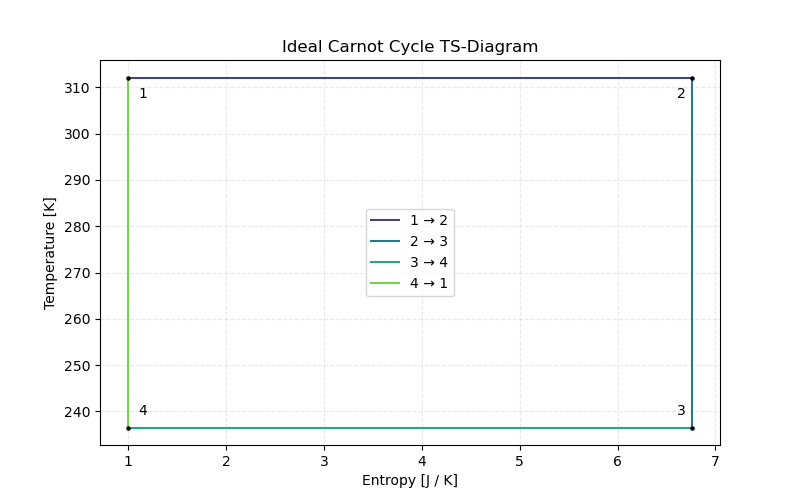 Ideal Carnot Cycle TS-Diagram
310
300
290
280
270
260
250
240
Temperature [K]
1
2
1 → 2
2 → 3
3 → 4
4 → 1
4
3
1 2 3 4 5 6 7
Entropy [J / K]